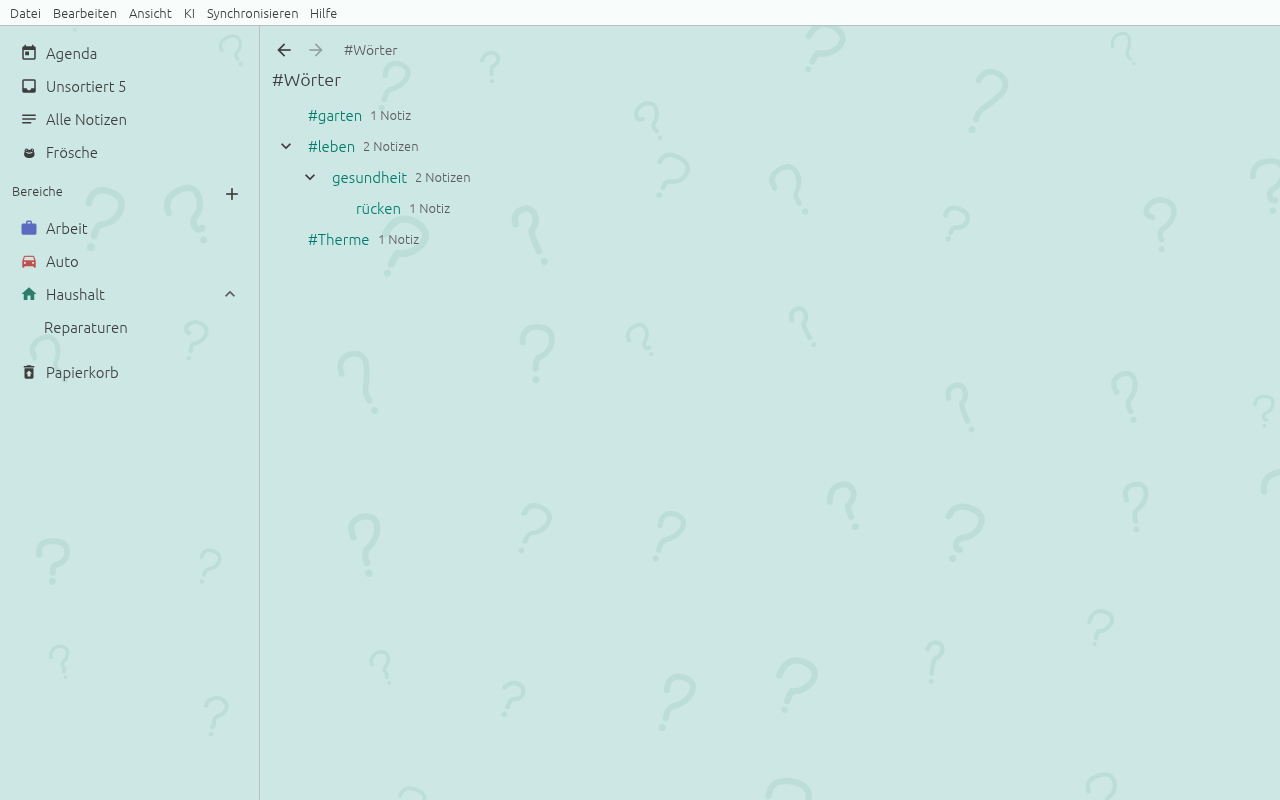 Datei Bearbeiten Ansicht KI Synchronisieren Hilfe
Agenda
Unsortiert 5
Alle Notizen
Frösche
Bereiche
Arbeit
Auto
Haushalt
Reparaturen
Papierkorb
#Wörter
#Wörter
#garten 1 Notiz
#leben 2 Notizen
gesundheit 2 Notizen
rücken 1 Notiz
#Therme 1 Notiz